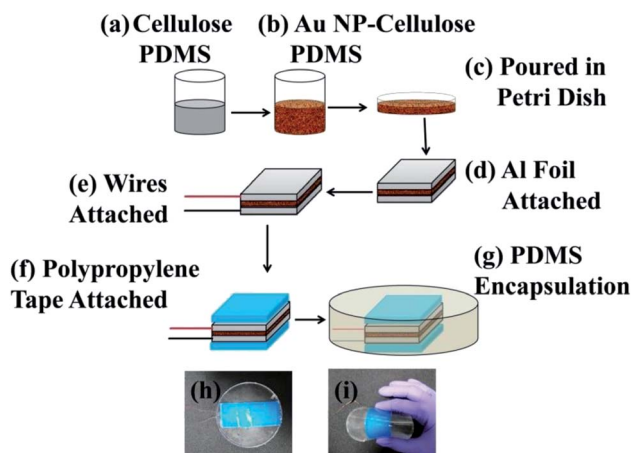 (a) Cellulose
PDMS
(b) Au NP-Cellulose
PDMS
(c) Poured in
Petri Dish
(d) Al Foil
Attached
(e) Wires
Attached
(f) Polypropylene
Tape Attached
(g) PDMS
Encapsulation
(h)
(i)